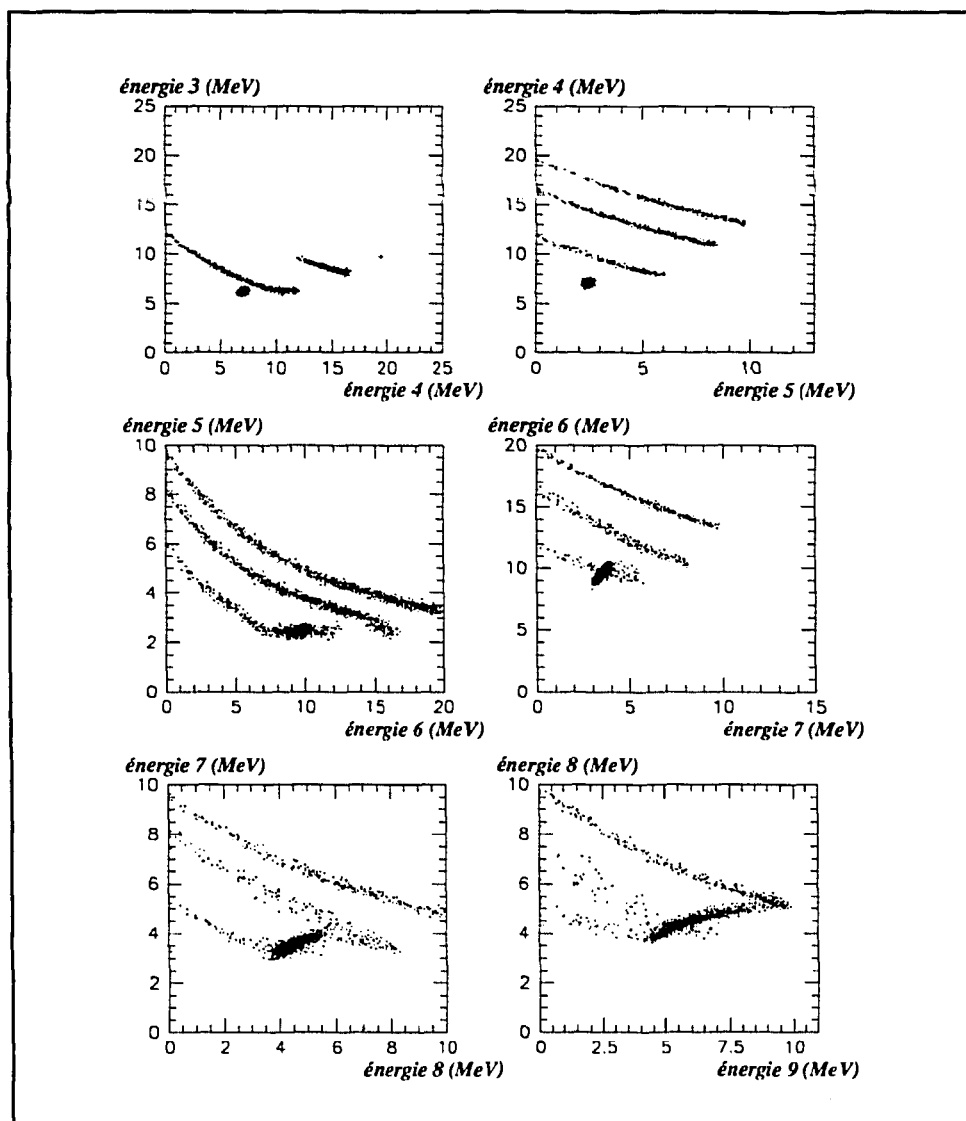 énergie 3 (MeV)
25
20
15
10
5
0
0 5 10 15 20 25
énergie 4 (MeV)
énergie 4 (MeV)
25
20
15
10
5
0
0 5 10
énergie 5 (MeV)
énergie 5 (MeV)
10
8
6
4
2
0
0 5 10 15 20
énergie 6 (MeV)
énergie 6 (MeV)
20
15
10
5
0
0 5 10 15
énergie 7 (MeV)
énergie 7 (MeV)
10
8
6
4
2
0
0 2 4 6 8 10
énergie 8 (MeV)
énergie 8 (MeV)
10
8
6
4
2
0
0 2.5 5 7.5 10
énergie 9 (MeV)